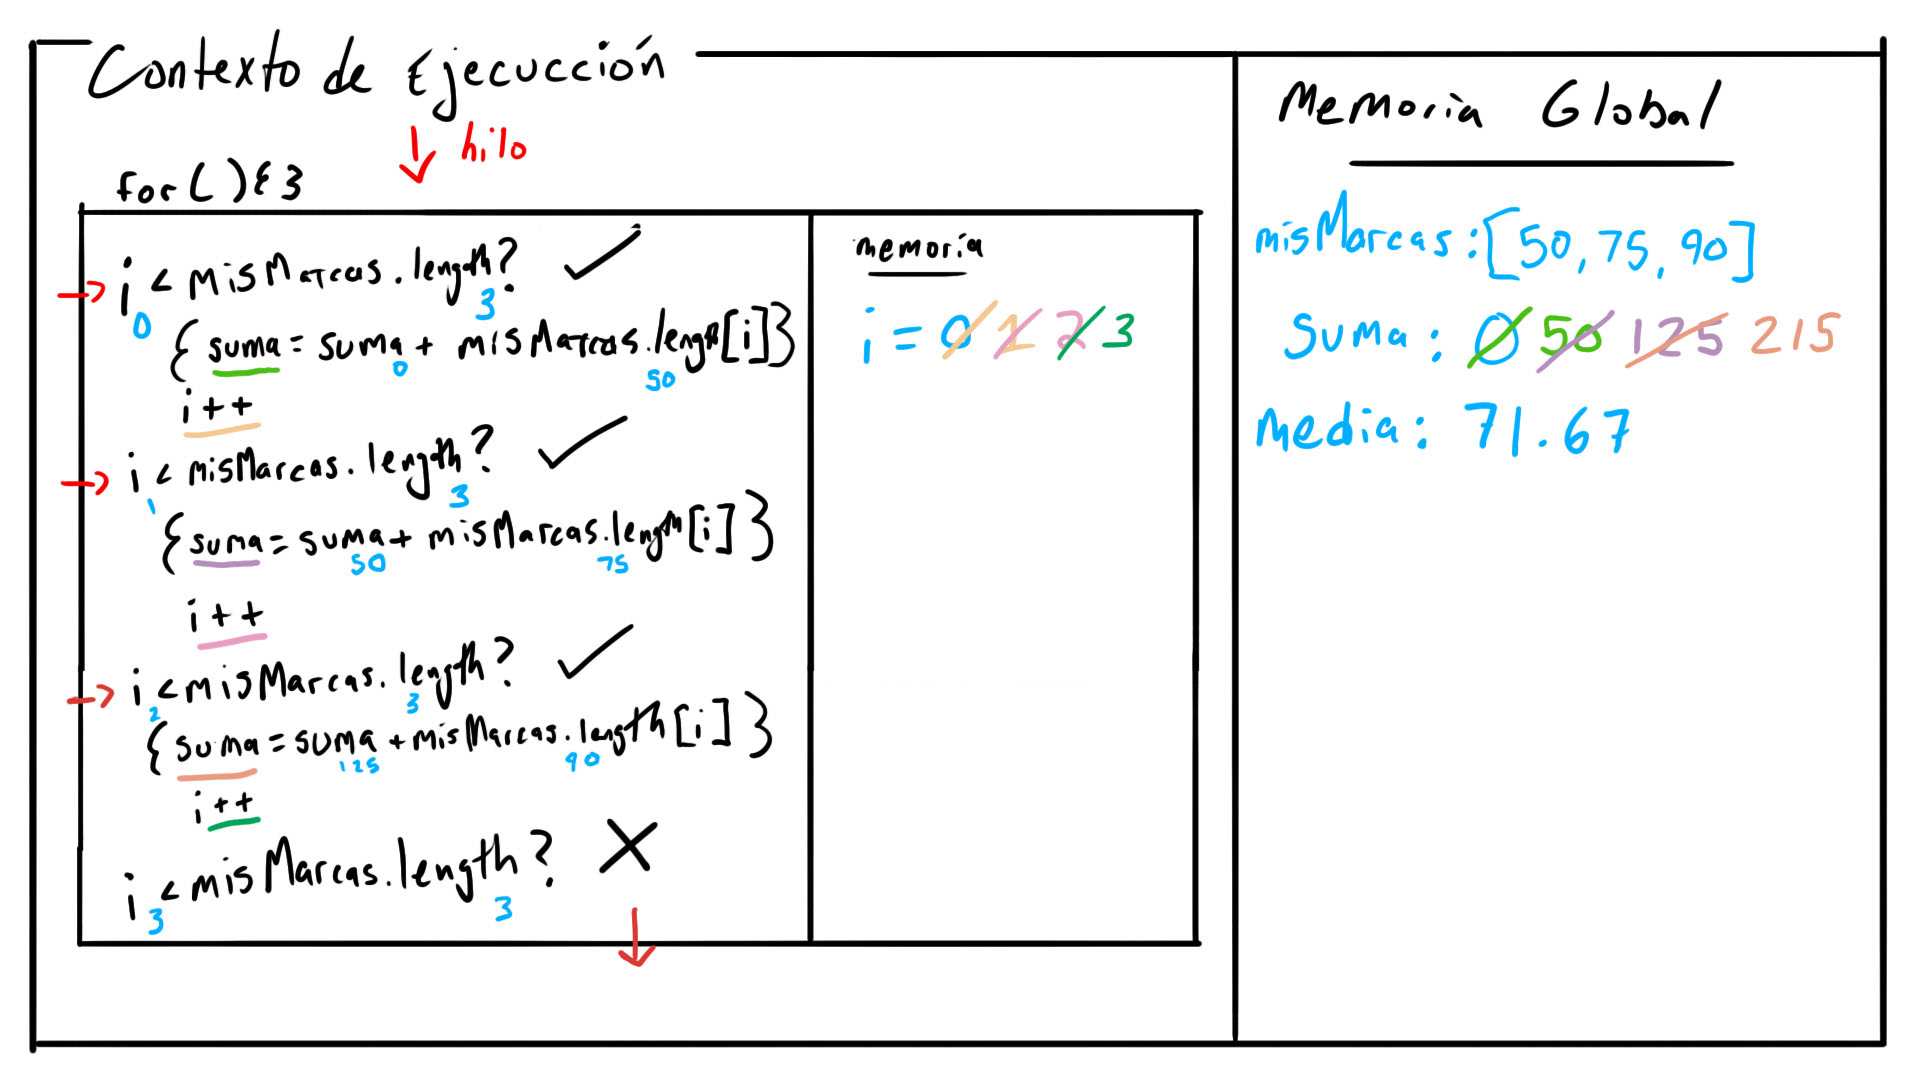 Contexto de Ejecucción
hilo
for ( ) { }
i < misMarcas.length?
0 3
{ suma = suma + misMarcas.length[i] }
0 50
i++
i < misMarcas.length?
1 3
{ suma = suma + misMarcas.length[i] }
50 75
i++
i < misMarcas.length?
2 3
{ suma = suma + misMarcas.length[i] }
125 90
i++
i < misMarcas.length?
3 3
memoria
i = 0 1 2 3
Memoria Global
misMarcas: [50, 75, 90]
Suma: 0 50 125 215
media: 71.67